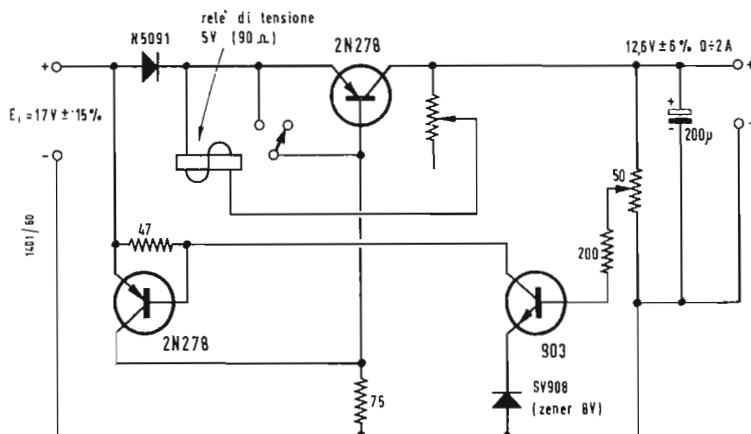 relè di tensione
5V (90 Ω)
N5091
2N278
12,6V ± 6% 0÷2A
+
+
E₁ = 17V ± 15%
-
-
+
-
200µ
50
200
47
1401/60
2N278
903
75
SV908
(zener 8V)